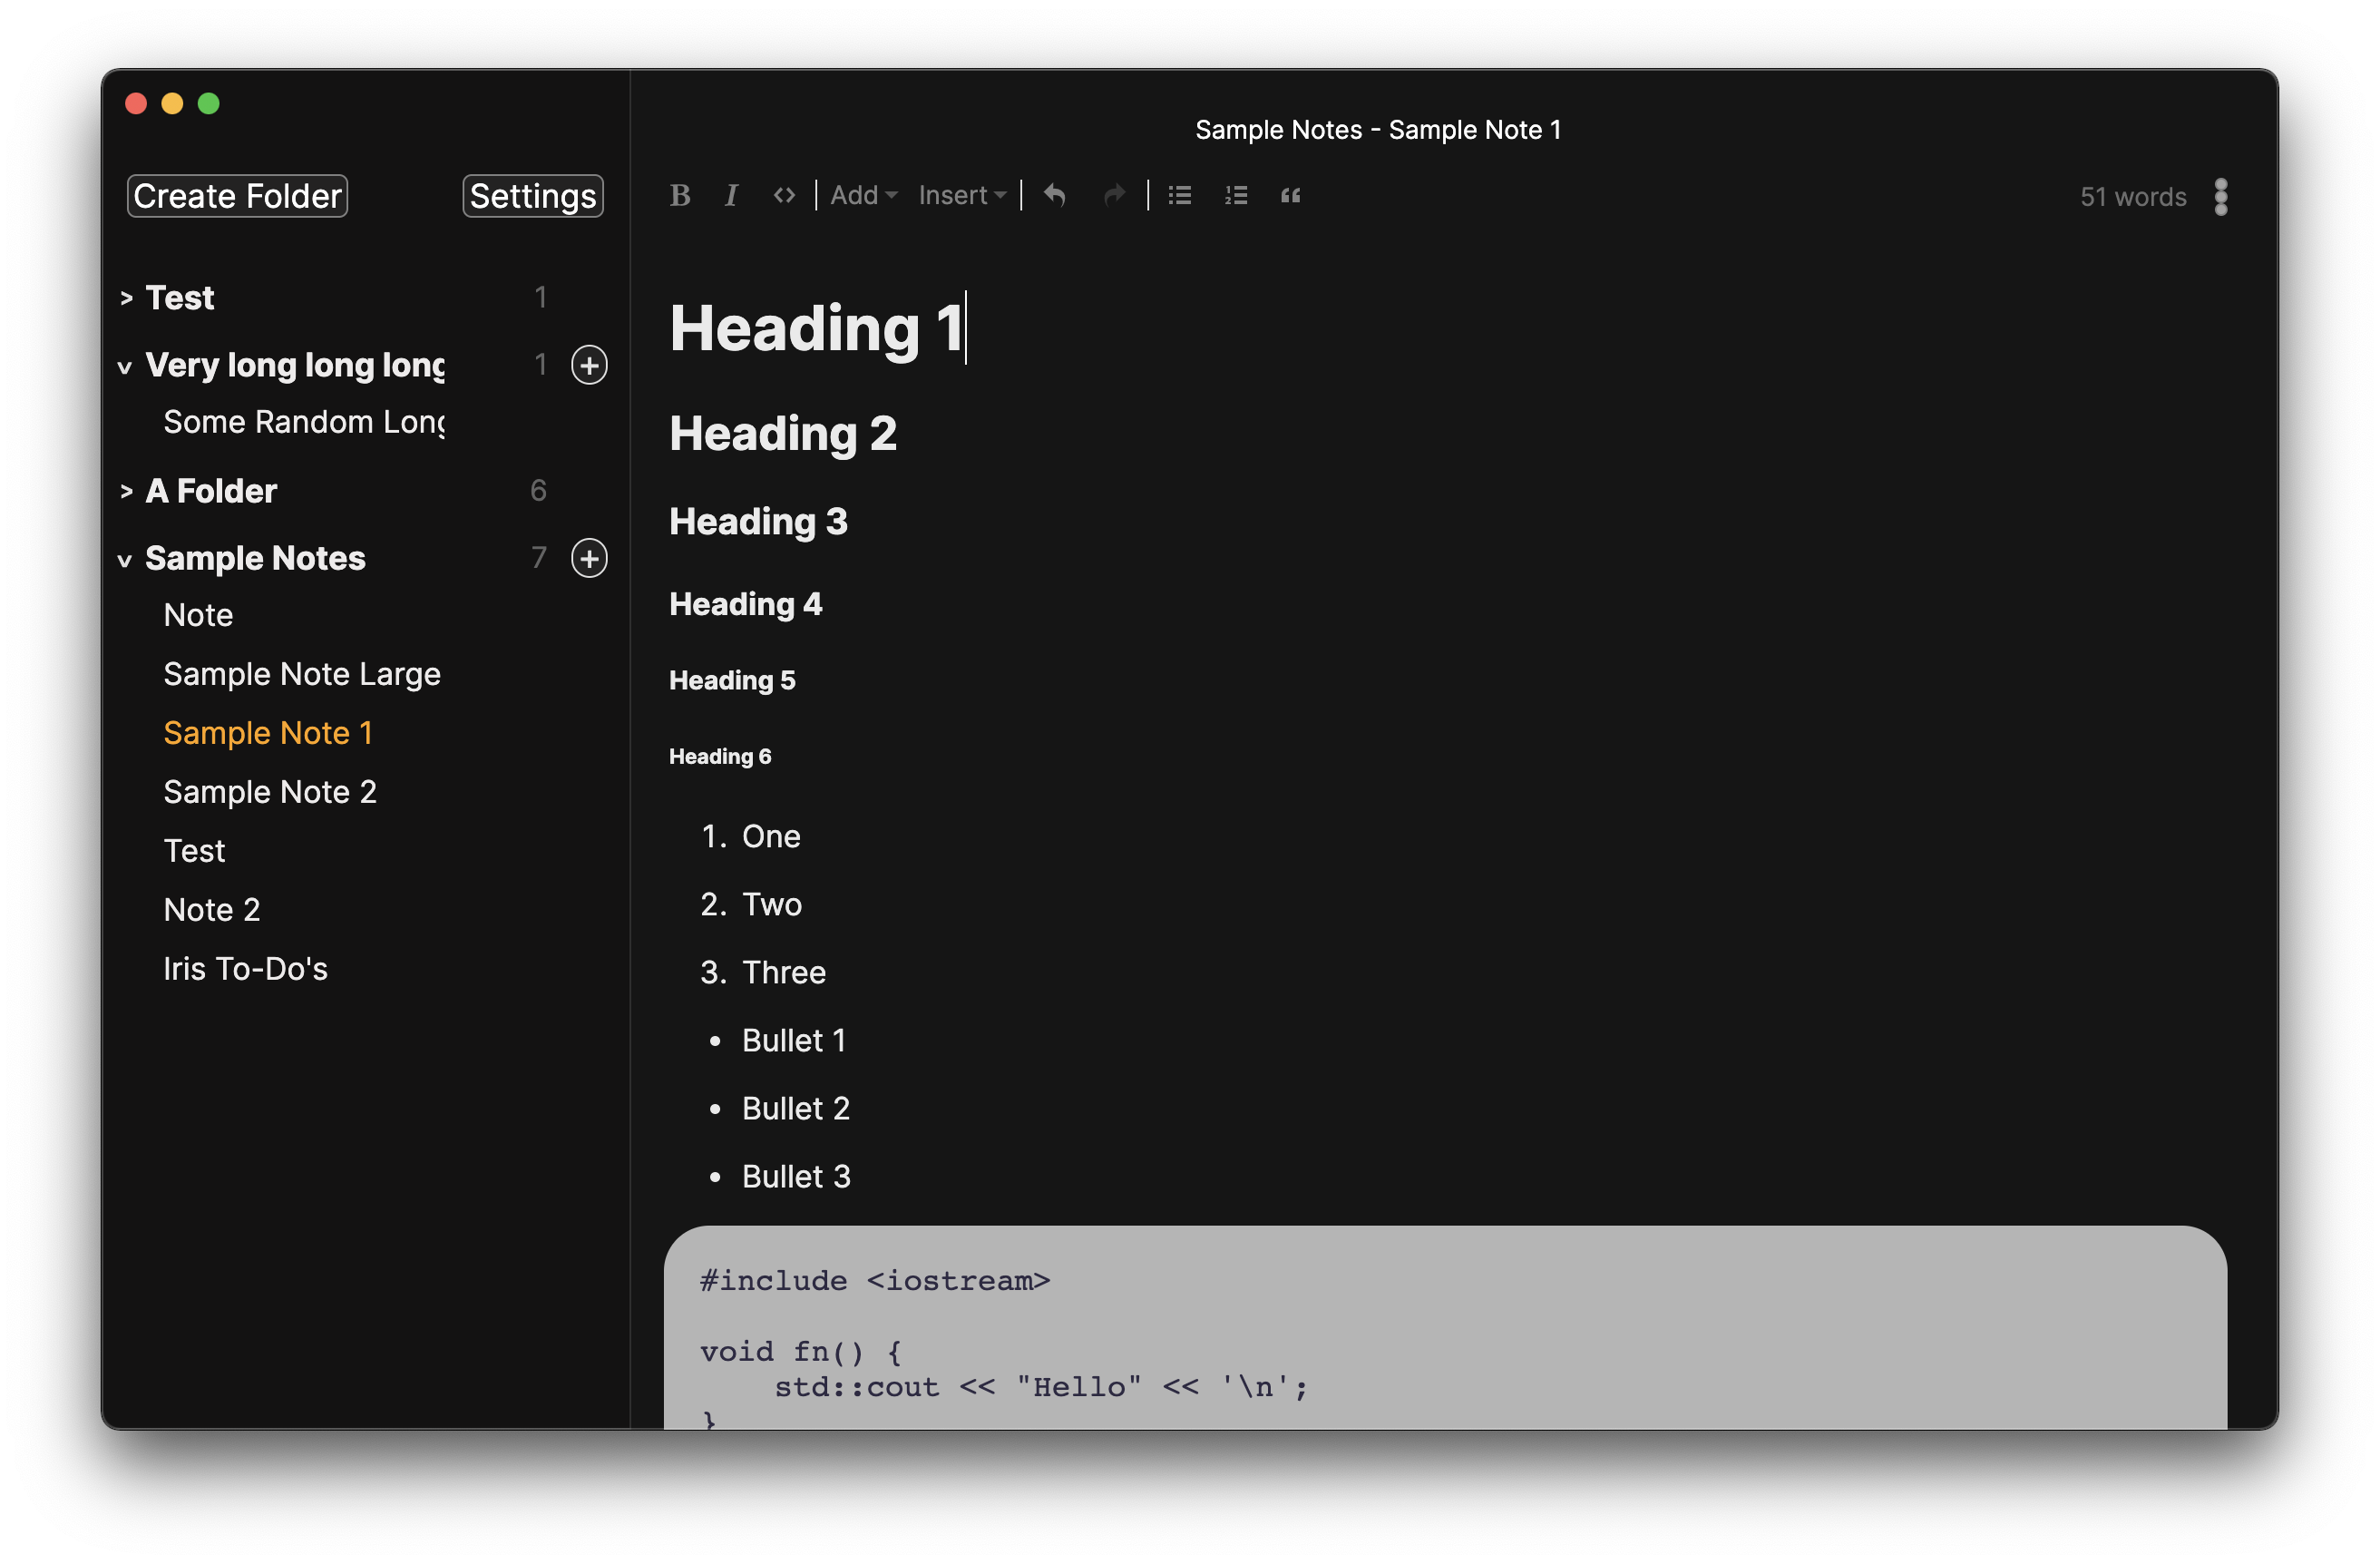 Sample Notes - Sample Note 1
Create Folder
Settings
B I <> Add Insert
51 words
> Test 1
v Very long long long 1 +
Some Random Long
> A Folder 6
v Sample Notes 7 +
Note
Sample Note Large
Sample Note 1
Sample Note 2
Test
Note 2
Iris To-Do's
Heading 1
Heading 2
Heading 3
Heading 4
Heading 5
Heading 6
1. One
2. Two
3. Three
• Bullet 1
• Bullet 2
• Bullet 3
#include <iostream>
void fn() {
    std::cout << "Hello" << '\n';
}